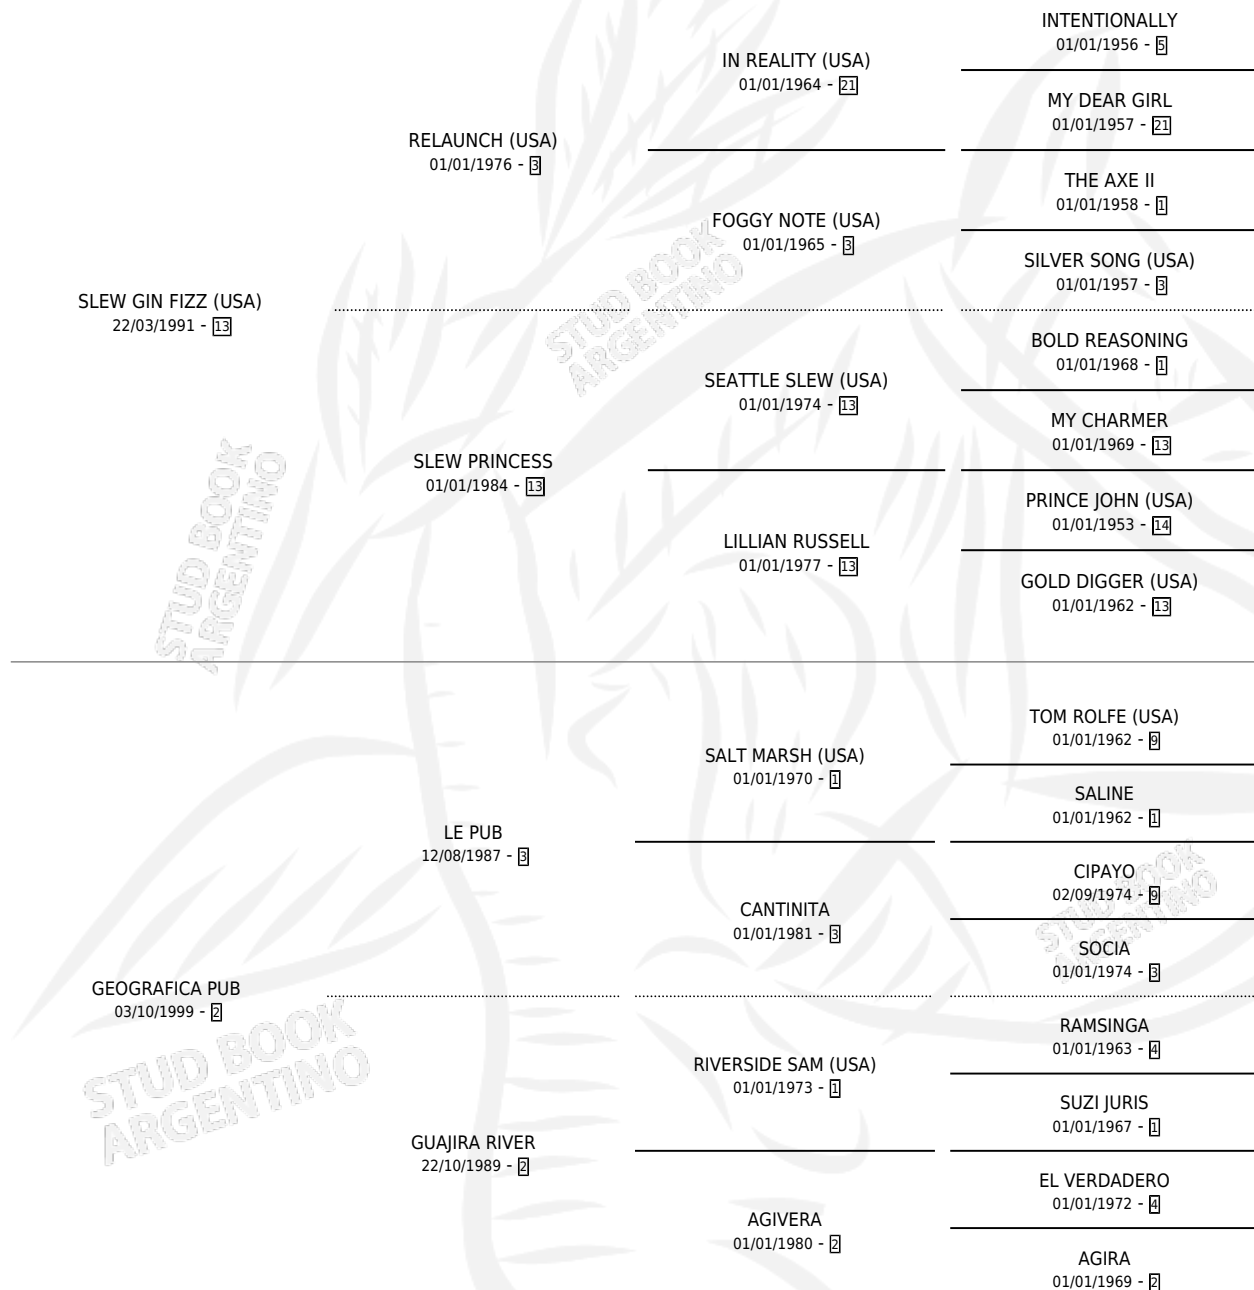 INTENTIONALLY
01/01/1956 - 5
IN REALITY (USA)
01/01/1964 - 21
MY DEAR GIRL
01/01/1957 - 21
RELAUNCH (USA)
01/01/1976 - 3
THE AXE II
01/01/1958 - 1
FOGGY NOTE (USA)
01/01/1965 - 3
SILVER SONG (USA)
01/01/1957 - 3
SLEW GIN FIZZ (USA)
22/03/1991 - 13
BOLD REASONING
01/01/1968 - 1
SEATTLE SLEW (USA)
01/01/1974 - 13
MY CHARMER
01/01/1969 - 13
SLEW PRINCESS
01/01/1984 - 13
PRINCE JOHN (USA)
01/01/1953 - 14
LILLIAN RUSSELL
01/01/1977 - 13
GOLD DIGGER (USA)
01/01/1962 - 13
TOM ROLFE (USA)
01/01/1962 - 9
SALT MARSH (USA)
01/01/1970 - 1
SALINE
01/01/1962 - 1
LE PUB
12/08/1987 - 3
CIPAYO
02/09/1974 - 9
CANTINITA
01/01/1981 - 3
SOCIA
01/01/1974 - 3
GEOGRAFICA PUB
03/10/1999 - 2
RAMSINGA
01/01/1963 - 4
RIVERSIDE SAM (USA)
01/01/1973 - 1
SUZI JURIS
01/01/1967 - 1
GUAJIRA RIVER
22/10/1989 - 2
EL VERDADERO
01/01/1972 - 4
AGIVERA
01/01/1980 - 2
AGIRA
01/01/1969 - 2
STUD BOOK
ARGENTINO
STUD BOOK
ARGENTINO
STUD BOOK
ARGENTINO
STUD BOOK
ARGENTINO